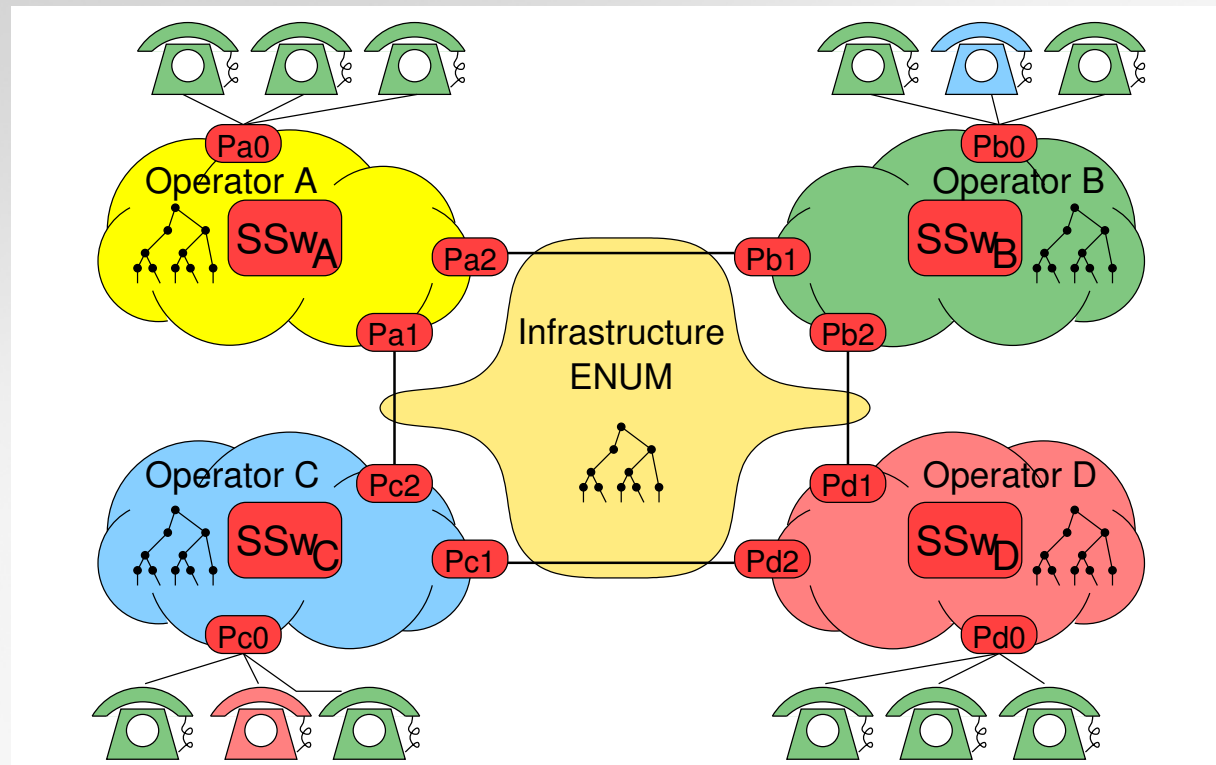 Pa0
Pb0
Operator A
Operator B
SSwA
SSwB
Pa2
Pb1
Pa1
Pb2
Infrastructure
ENUM
Operator C
Pc2
Pd1
Operator D
SSwC
SSwD
Pc1
Pd2
Pc0
Pd0